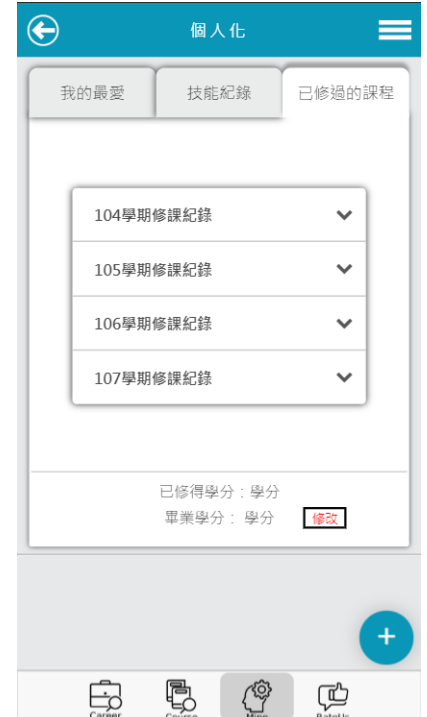 個人化
我的最愛 技能紀錄 已修過的課程
104學期修課紀錄
105學期修課紀錄
106學期修課紀錄
107學期修課紀錄
已修得學分：學分
畢業學分： 學分 修改
+
Career Course Mine RateUs